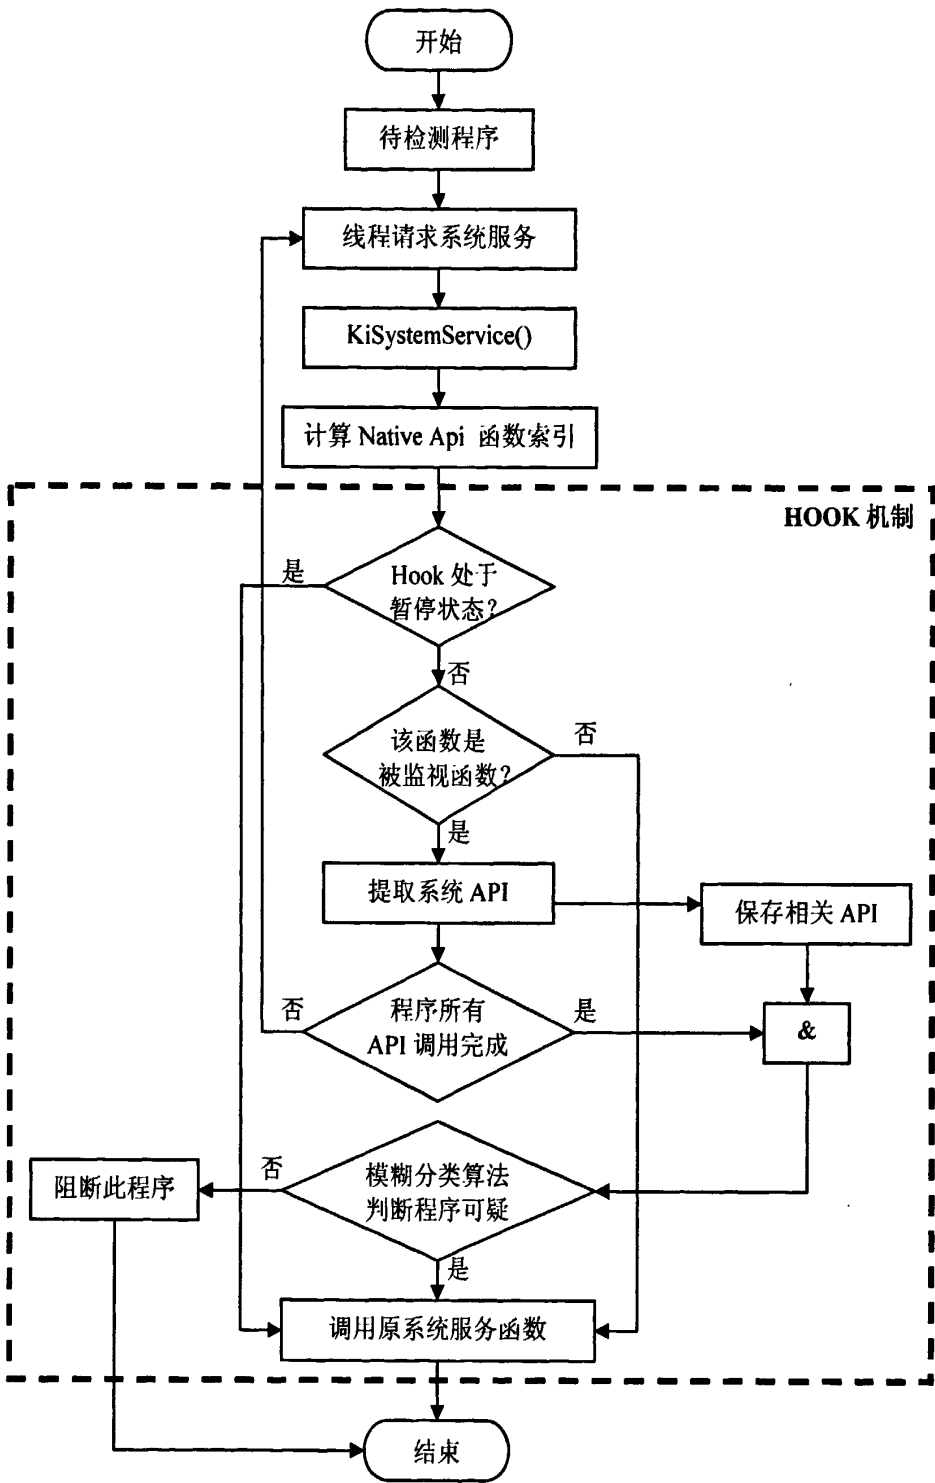 开始
待检测程序
线程请求系统服务
KiSystemService()
计算 Native Api 函数索引
HOOK 机制
是
Hook 处于
暂停状态?
否
该函数是
被监视函数?
否
是
提取系统 API
保存相关 API
否
程序所有
API 调用完成
是
&
否
模糊分类算法
判断程序可疑
阻断此程序
是
调用原系统服务函数
结束